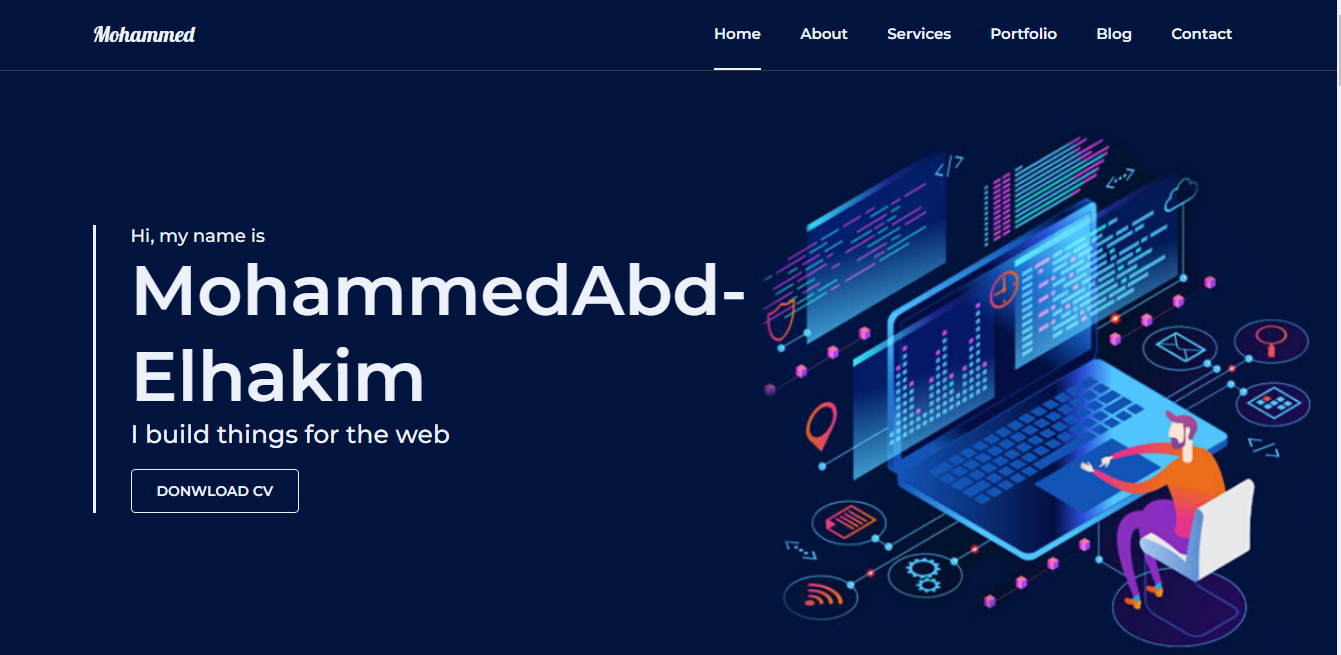 Mohammed
Home About Services Portfolio Blog Contact
Hi, my name is
MohammedAbd-
Elhakim
I build things for the web
DONWLOAD CV